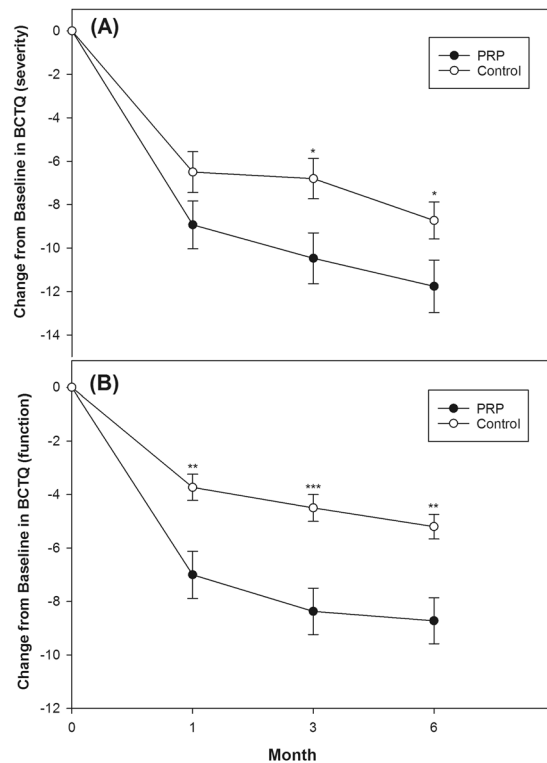 (A)
PRP
Control
Change from Baseline in BCTQ (severity)
0
-2
-4
-6
-8
-10
-12
-14
*
*
(B)
PRP
Control
Change from Baseline in BCTQ (function)
0
-2
-4
-6
-8
-10
-12
**
***
**
0 1 3 6
Month